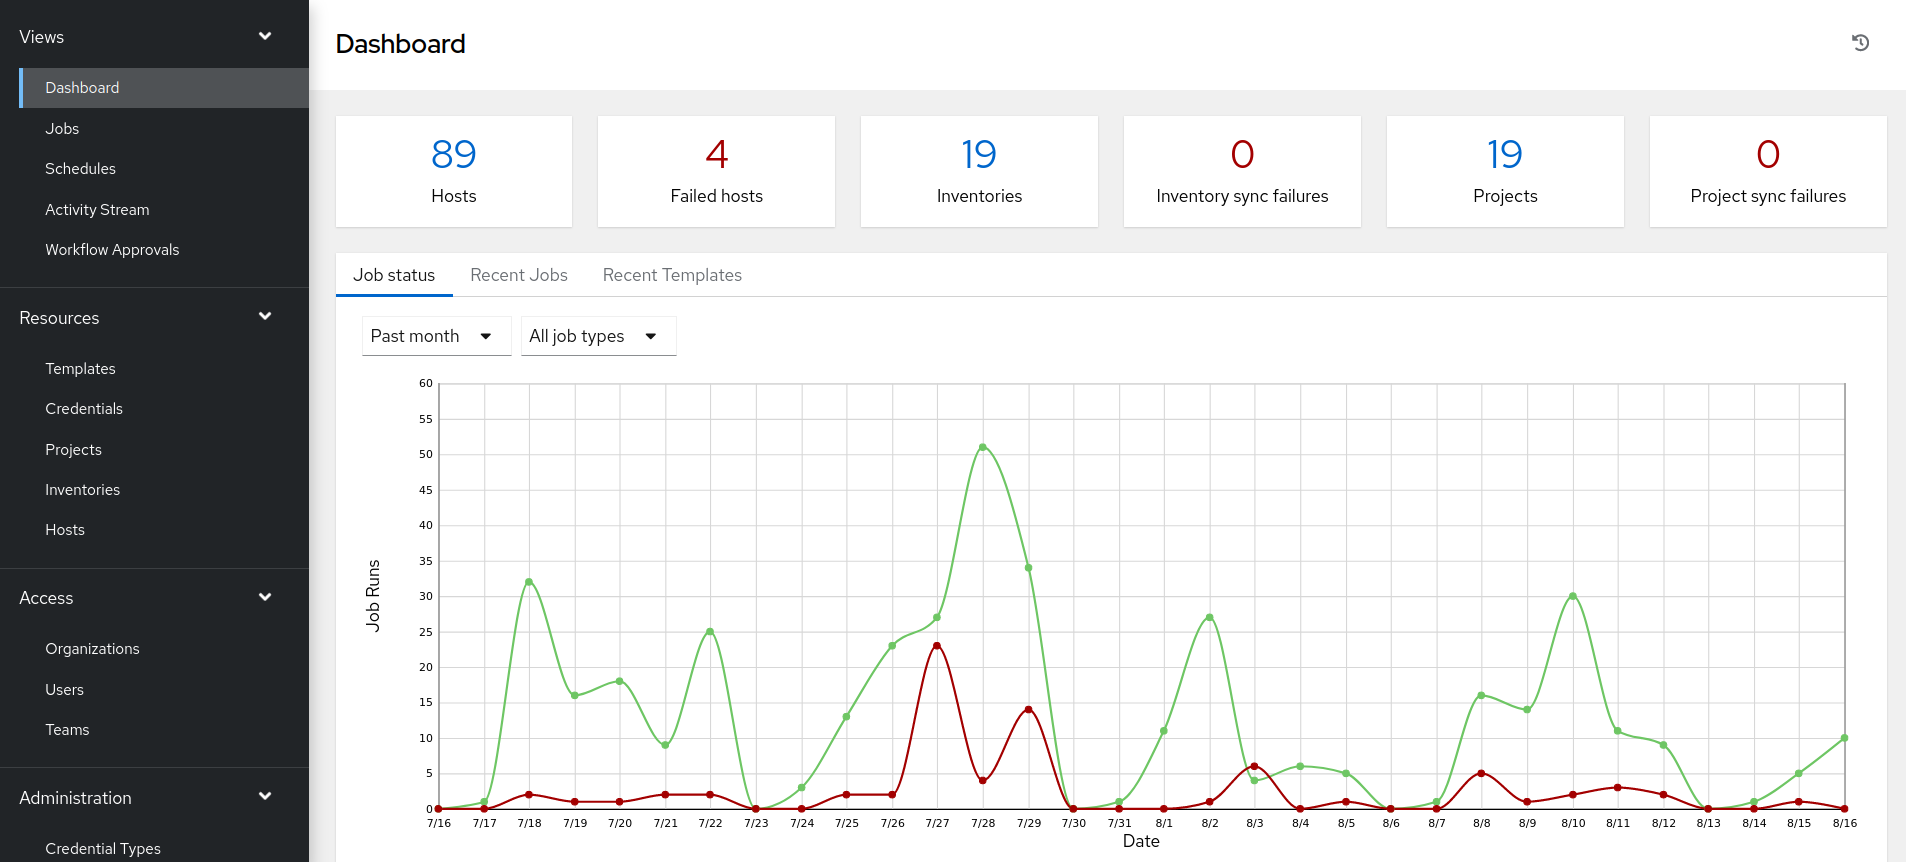 Views
Dashboard
Jobs
Schedules
Activity Stream
Workflow Approvals
Resources
Templates
Credentials
Projects
Inventories
Hosts
Access
Organizations
Users
Teams
Administration
Credential Types
Dashboard
89
Hosts
4
Failed hosts
19
Inventories
0
Inventory sync failures
19
Projects
0
Project sync failures
Job status Recent Jobs Recent Templates
Past month All job types
Job Runs
60
55
50
45
40
35
30
25
20
15
10
5
0
7/16 7/17 7/18 7/19 7/20 7/21 7/22 7/23 7/24 7/25 7/26 7/27 7/28 7/29 7/30 7/31 8/1 8/2 8/3 8/4 8/5 8/6 8/7 8/8 8/9 8/10 8/11 8/12 8/13 8/14 8/15 8/16
Date